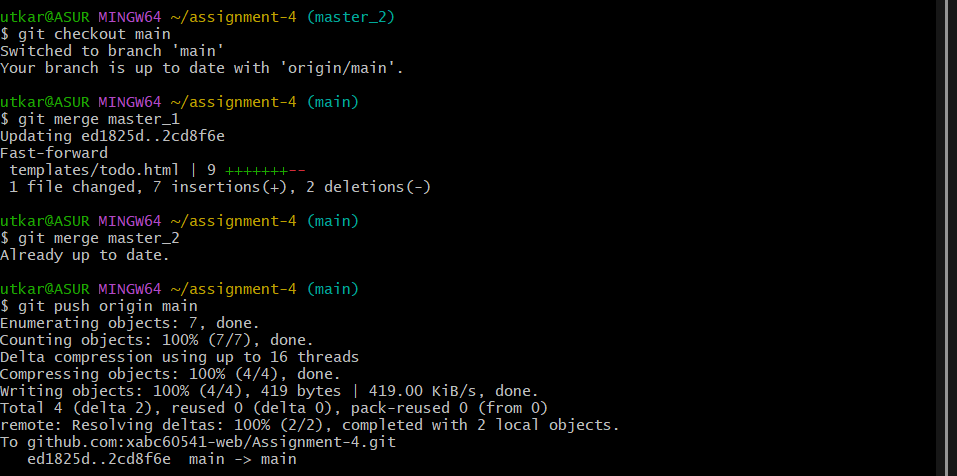 utkar@ASUR MINGW64 ~/assignment-4 (master_2)
$ git checkout main
Switched to branch 'main'
Your branch is up to date with 'origin/main'.
utkar@ASUR MINGW64 ~/assignment-4 (main)
$ git merge master_1
Updating ed1825d..2cd8f6e
Fast-forward
 templates/todo.html | 9 +++++++--
 1 file changed, 7 insertions(+), 2 deletions(-)
utkar@ASUR MINGW64 ~/assignment-4 (main)
$ git merge master_2
Already up to date.
utkar@ASUR MINGW64 ~/assignment-4 (main)
$ git push origin main
Enumerating objects: 7, done.
Counting objects: 100% (7/7), done.
Delta compression using up to 16 threads
Compressing objects: 100% (4/4), done.
Writing objects: 100% (4/4), 419 bytes | 419.00 KiB/s, done.
Total 4 (delta 2), reused 0 (delta 0), pack-reused 0 (from 0)
remote: Resolving deltas: 100% (2/2), completed with 2 local objects.
To github.com:xabc60541-web/Assignment-4.git
   ed1825d..2cd8f6e  main -> main